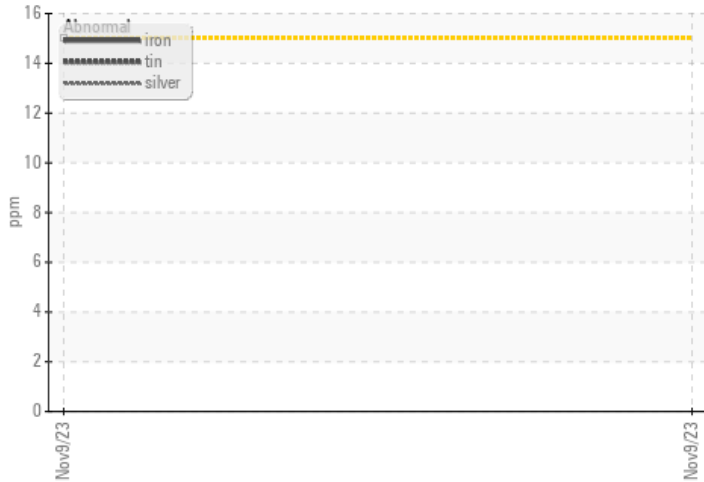 16
Abnormal
iron
14
tin
silver
12
10
ppm
8
6
4
2
0
Nov9/23
Nov9/23